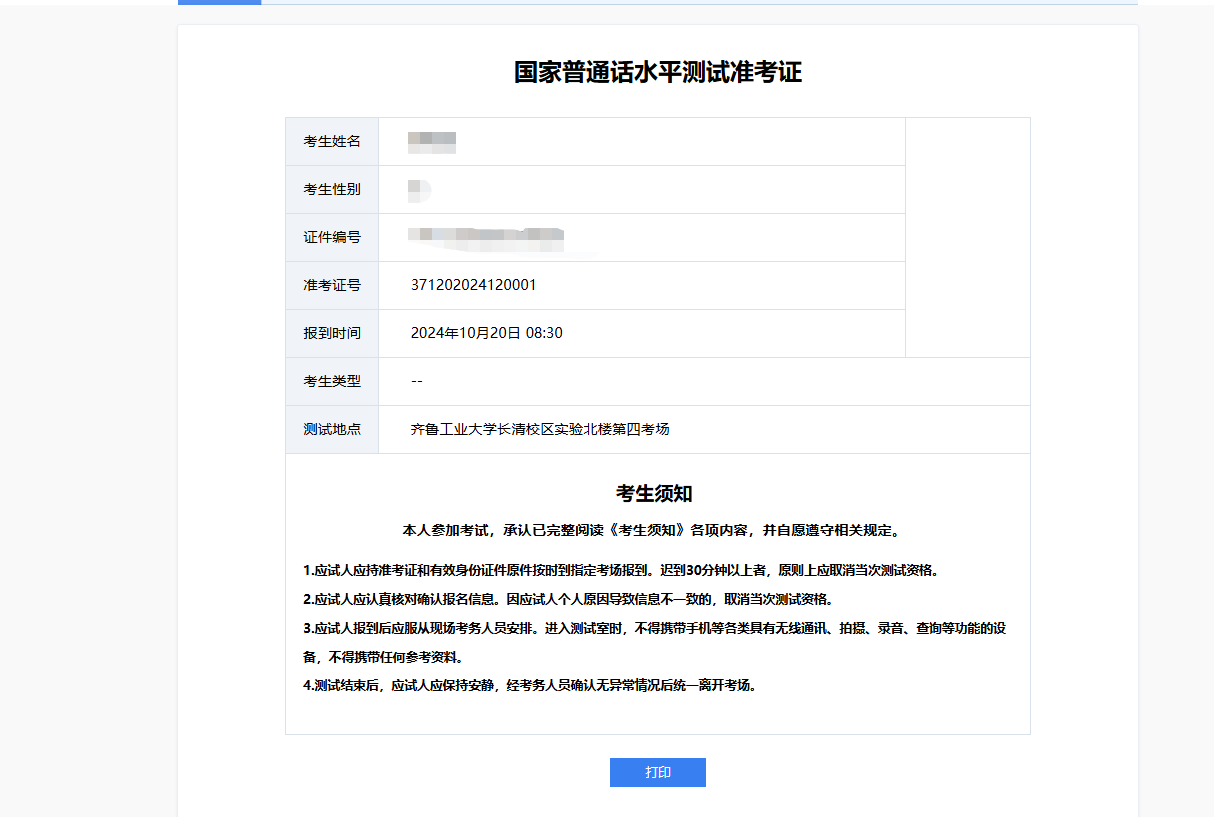 国家普通话水平测试准考证
考生姓名
考生性别
证件编号
准考证号 371202024120001
报到时间 2024年10月20日 08:30
考生类型 --
测试地点 齐鲁工业大学长清校区实验北楼第四考场
考生须知
本人参加考试，承认已完整阅读《考生须知》各项内容，并自愿遵守相关规定。
1.应试人应持准考证和有效身份证件原件按时到指定考场报到。迟到30分钟以上者，原则上应取消当次测试资格。
2.应试人应认真核对确认报名信息。因应试人个人原因导致信息不一致的，取消当次测试资格。
3.应试人报到后应服从现场考务人员安排。进入测试室时，不得携带手机等各类具有无线通讯、拍摄、录音、查询等功能的设
备，不得携带任何参考资料。
4.测试结束后，应试人应保持安静，经考务人员确认无异常情况后统一离开考场。
打印